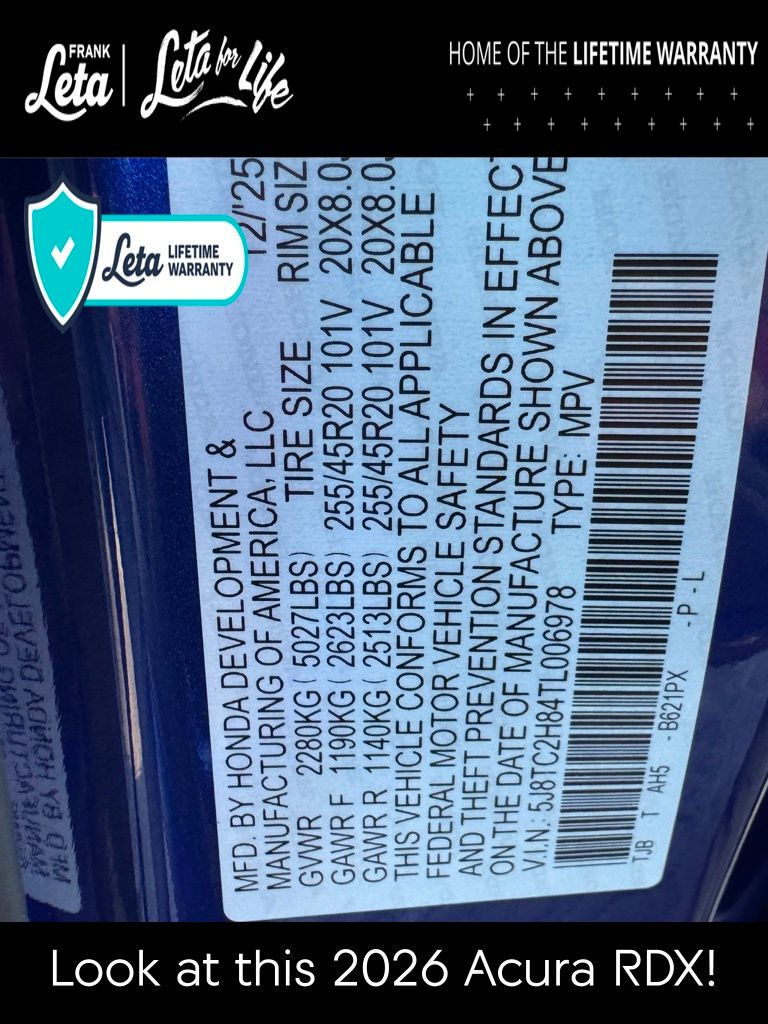 FRANK
Leta
Leta for Life
HOME OF THE LIFETIME WARRANTY
Leta
LIFETIME
WARRANTY
MFD. BY HONDA DEVELOPMENT &
MANUFACTURING OF AMERICA, LLC 12/'25
GVWR 2280KG ( 5027LBS) TIRE SIZE RIM SIZ
GAWR F 1190KG ( 2623LBS) 255/45R20 101V 20X8.0J
GAWR R 1140KG ( 2513LBS) 255/45R20 101V 20X8.0J
THIS VEHICLE CONFORMS TO ALL APPLICABLE
FEDERAL MOTOR VEHICLE SAFETY
AND THEFT PREVENTION STANDARDS IN EFFECT
ON THE DATE OF MANUFACTURE SHOWN ABOVE
V.I.N: 5J8TC2H84TL006978 TYPE: MPV
TJB T AH5 - B621PX - P - L
Look at this 2026 Acura RDX!